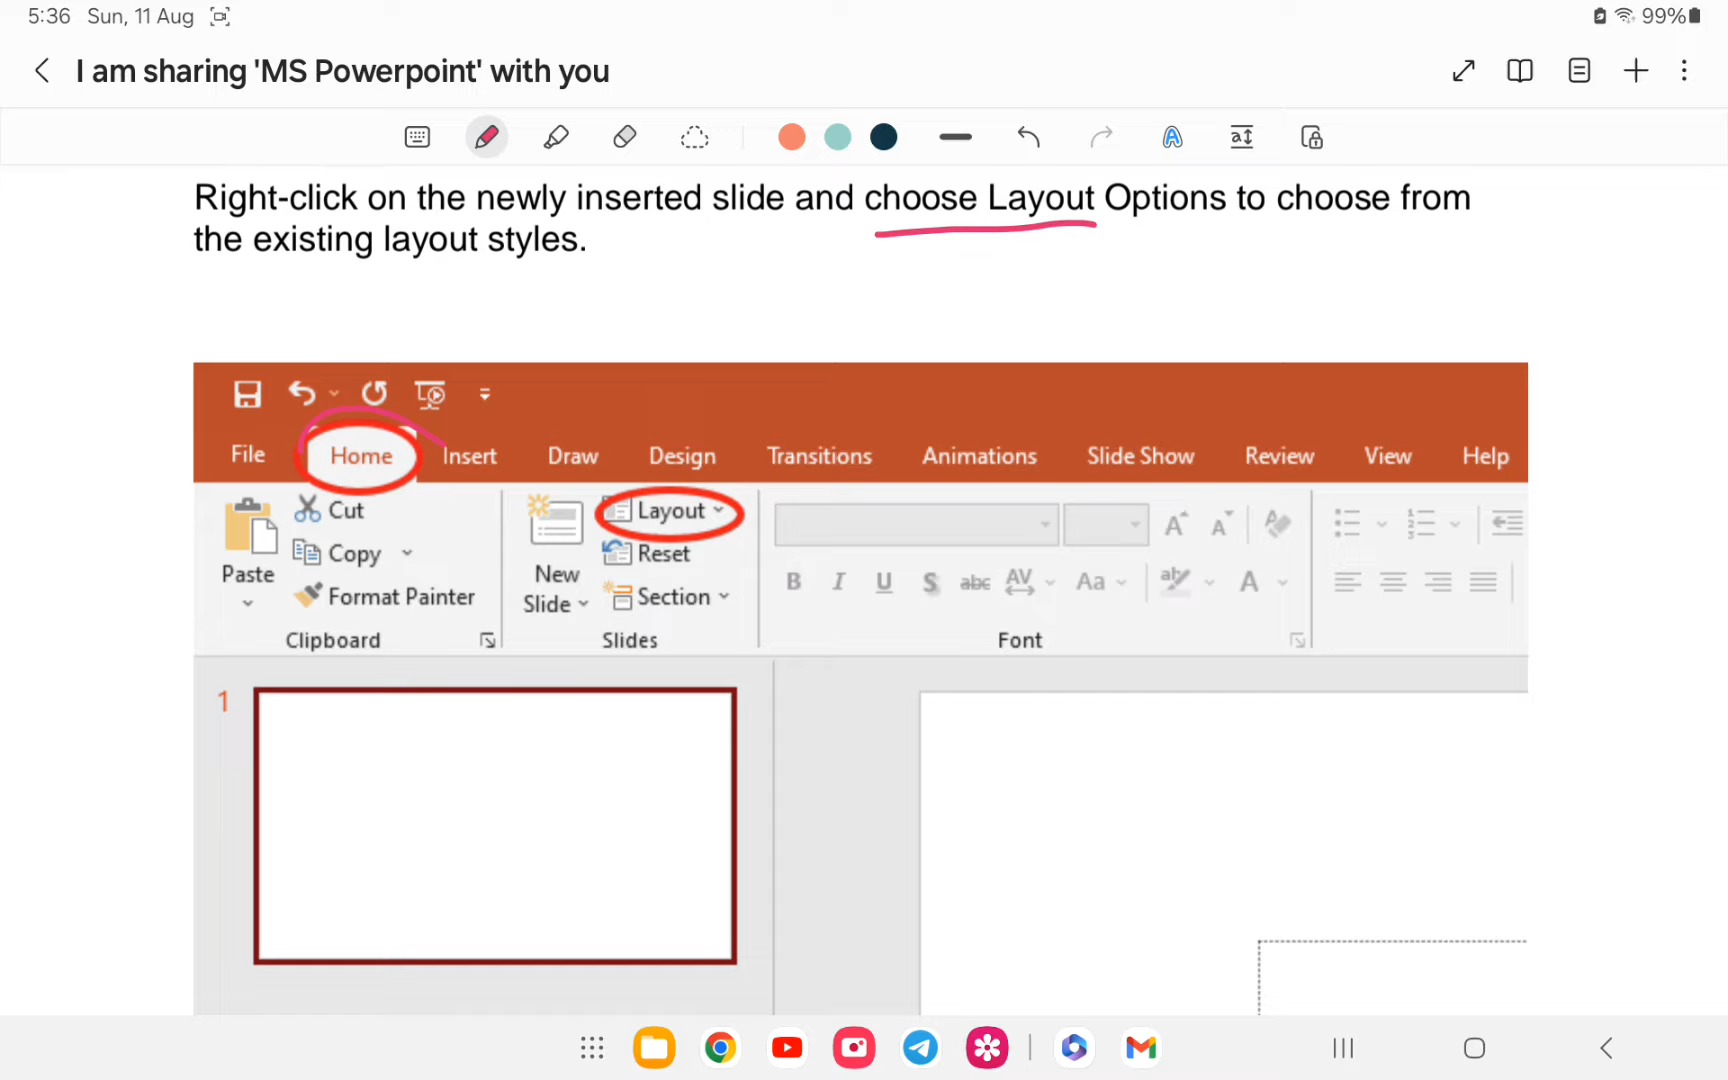 5:36 Sun, 11 Aug 99%
I am sharing 'MS Powerpoint' with you
Right-click on the newly inserted slide and choose Layout Options to choose from
the existing layout styles.
File Home Insert Draw Design Transitions Animations Slide Show Review View Help
Paste
Cut
Copy
Format Painter
Clipboard
New
Slide
Layout
Reset
Section
Slides
B I U S abc AV Aa aby A
Font
1